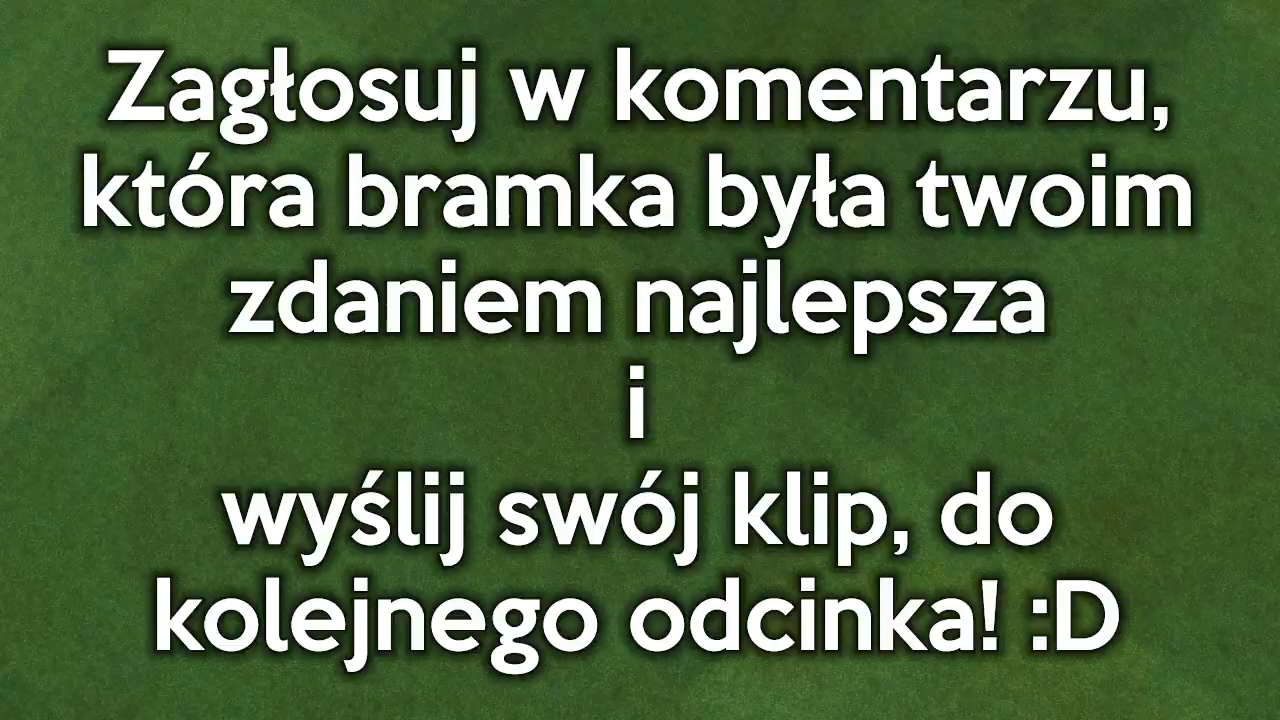 Zagłosuj w komentarzu,
która bramka była twoim
zdaniem najlepsza
i
wyślij swój klip, do
kolejnego odcinka! :D